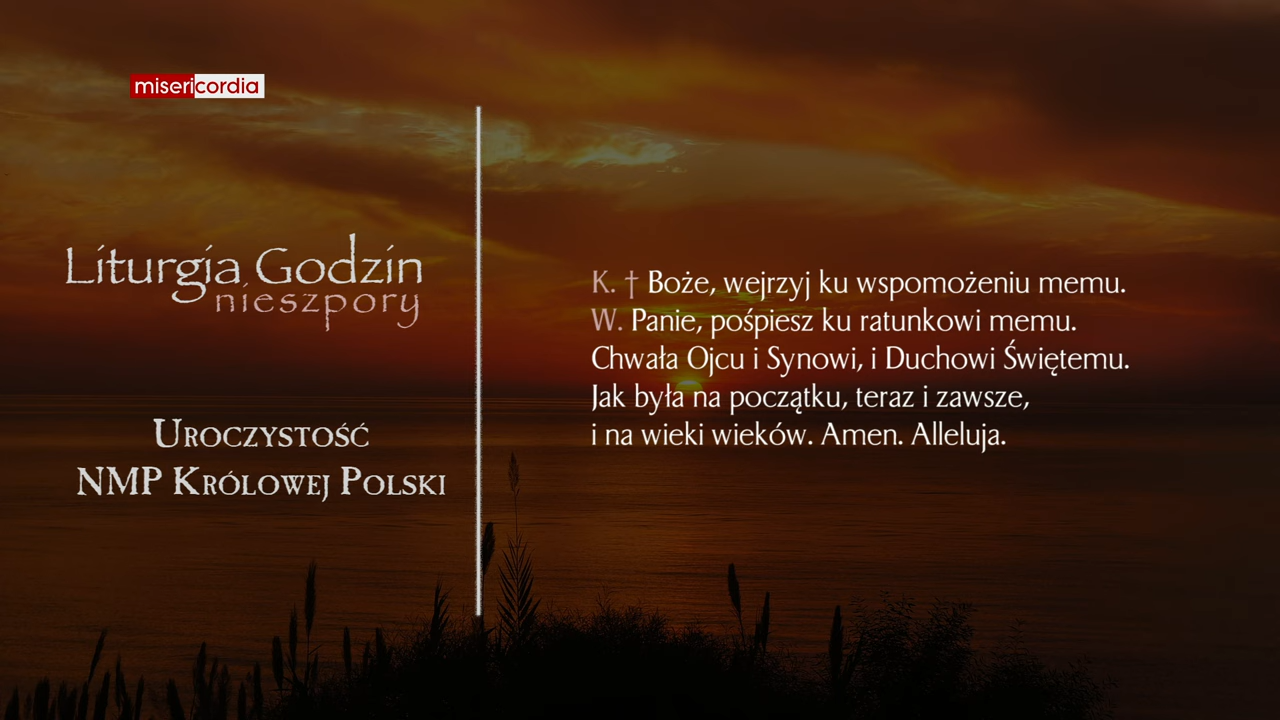 misericordia
Liturgia Godzin
nieszpory
Uroczystość
NMP Królowej Polski
K. † Boże, wejrzyj ku wspomożeniu memu.
W. Panie, pośpiesz ku ratunkowi memu.
Chwała Ojcu i Synowi, i Duchowi Świętemu.
Jak była na początku, teraz i zawsze,
i na wieki wieków. Amen. Alleluja.